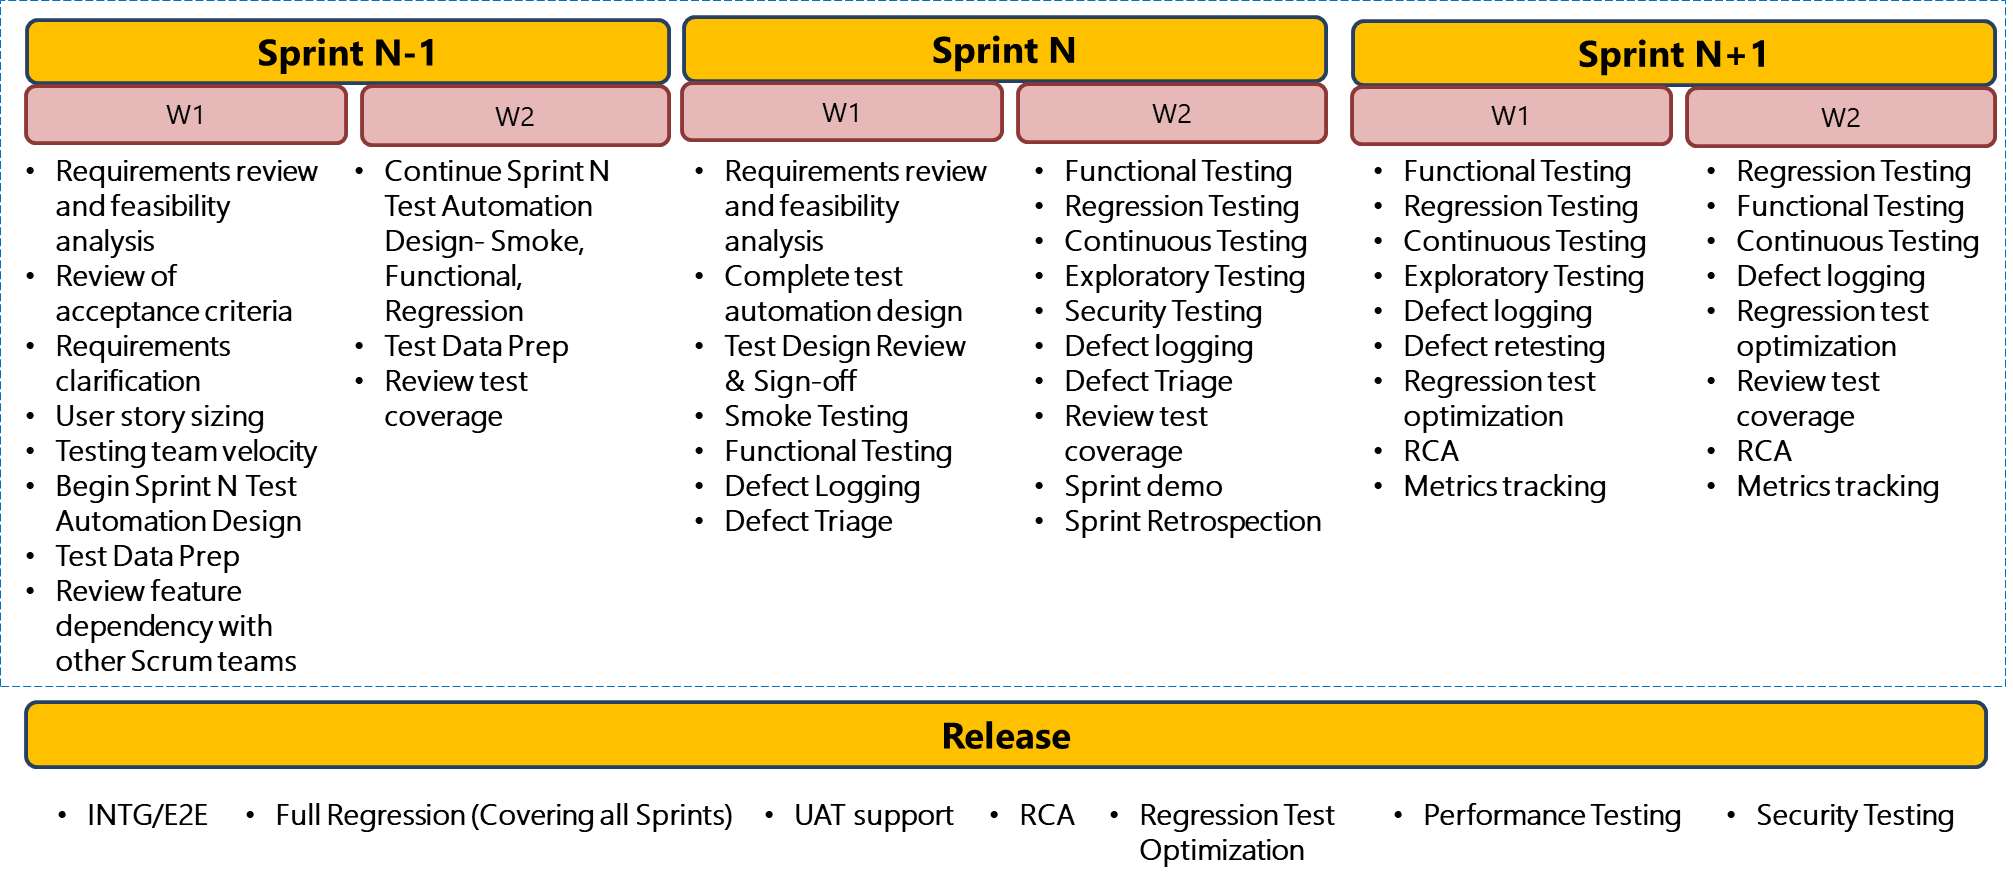 Sprint N-1
W1
• Requirements review
and feasibility
analysis
• Review of
acceptance criteria
• Requirements
clarification
• User story sizing
• Testing team velocity
• Begin Sprint N Test
Automation Design
• Test Data Prep
• Review feature
dependency with
other Scrum teams
W2
• Continue Sprint N
Test Automation
Design- Smoke,
Functional,
Regression
• Test Data Prep
• Review test
coverage
Sprint N
W1
• Requirements review
and feasibility
analysis
• Complete test
automation design
• Test Design Review
& Sign-off
• Smoke Testing
• Functional Testing
• Defect Logging
• Defect Triage
W2
• Functional Testing
• Regression Testing
• Continuous Testing
• Exploratory Testing
• Security Testing
• Defect logging
• Defect Triage
• Review test
coverage
• Sprint demo
• Sprint Retrospection
Sprint N+1
W1
• Functional Testing
• Regression Testing
• Continuous Testing
• Exploratory Testing
• Defect logging
• Defect retesting
• Regression test
optimization
• RCA
• Metrics tracking
W2
• Regression Testing
• Functional Testing
• Continuous Testing
• Defect logging
• Regression test
optimization
• Review test
coverage
• RCA
• Metrics tracking
Release
• INTG/E2E
• Full Regression (Covering all Sprints)
• UAT support
• RCA
• Regression Test
Optimization
• Performance Testing
• Security Testing